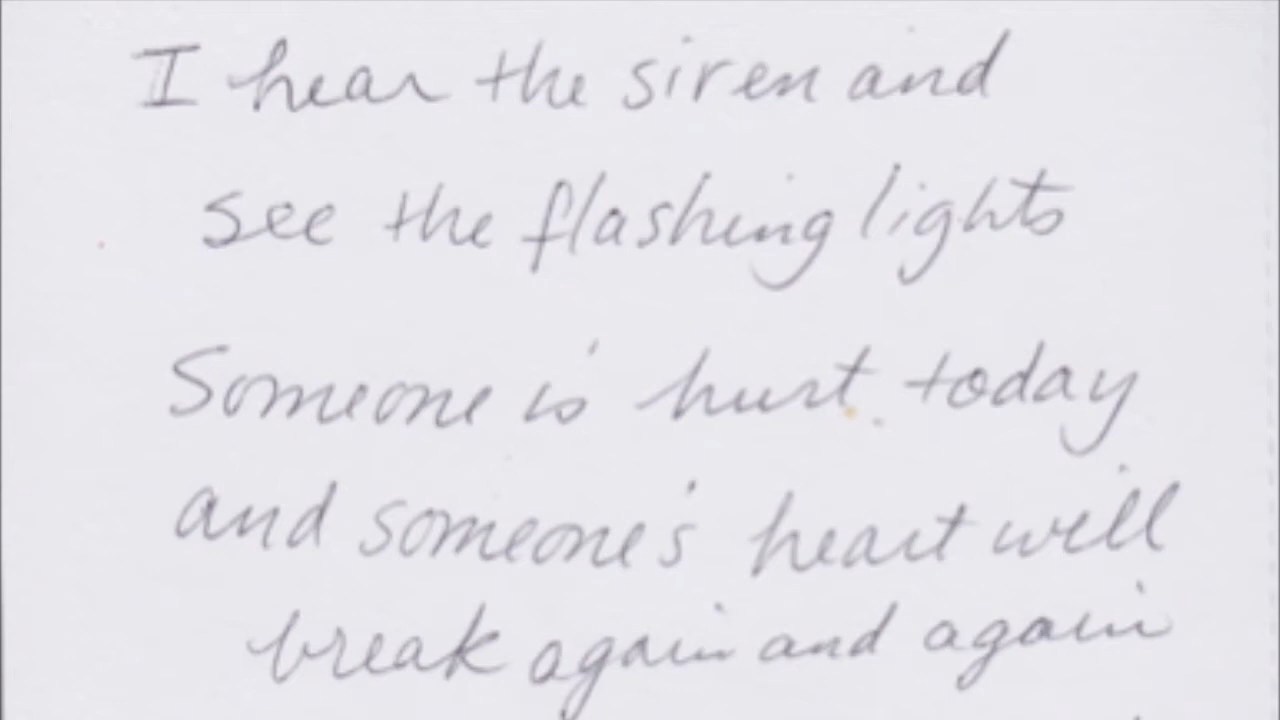 I hear the siren and
see the flashing lights
Someone is hurt today
and someone's heart will
break again and again